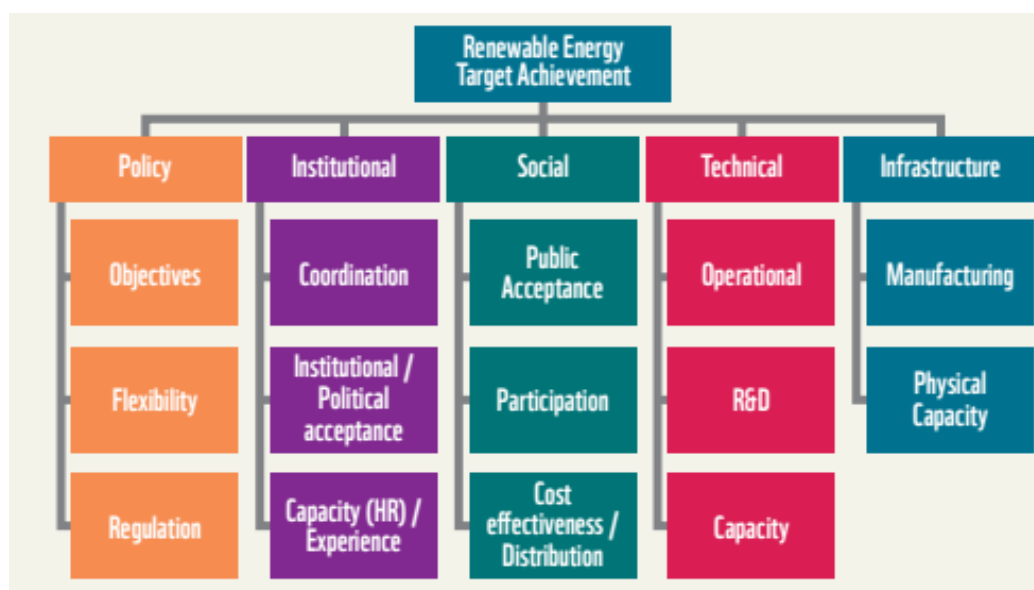 Renewable Energy
Target Achievement
Policy
Institutional
Social
Technical
Infrastructure
Objectives
Coordination
Public
Acceptance
Operational
Manufacturing
Flexibility
Institutional /
Political
acceptance
Participation
R&D
Physical
Capacity
Regulation
Capacity (HR) /
Experience
Cost
effectiveness /
Distribution
Capacity